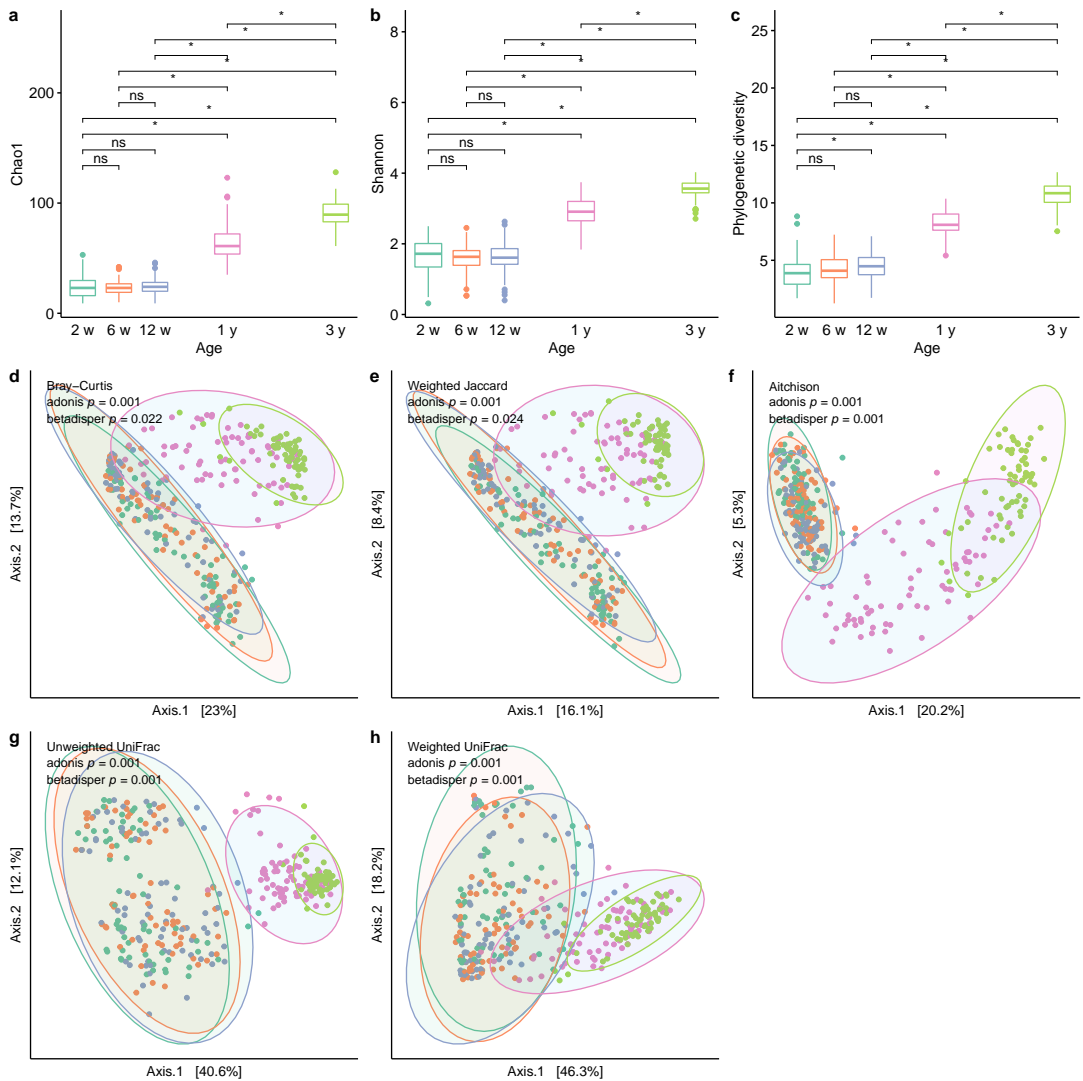 a
Chao1
200
100
0
*
*
*
*
*
*
*
*
ns
ns
ns
2 w 6 w 12 w 1 y 3 y
Age
b
Shannon
8
6
4
2
0
*
*
*
*
*
*
*
ns
ns
ns
2 w 6 w 12 w 1 y 3 y
Age
c
Phylogenetic diversity
25
20
15
10
5
*
*
*
*
*
ns
*
*
*
ns
2 w 6 w 12 w 1 y 3 y
Age
d
Bray−Curtis
adonis p = 0.001
betadisper p = 0.022
Axis.2 [13.7%]
Axis.1 [23%]
e
Weighted Jaccard
adonis p = 0.001
betadisper p = 0.024
Axis.2 [8.4%]
Axis.1 [16.1%]
f
Aitchison
adonis p = 0.001
betadisper p = 0.001
Axis.2 [5.3%]
Axis.1 [20.2%]
g
Unweighted UniFrac
adonis p = 0.001
betadisper p = 0.001
Axis.2 [12.1%]
Axis.1 [40.6%]
h
Weighted UniFrac
adonis p = 0.001
betadisper p = 0.001
Axis.2 [18.2%]
Axis.1 [46.3%]